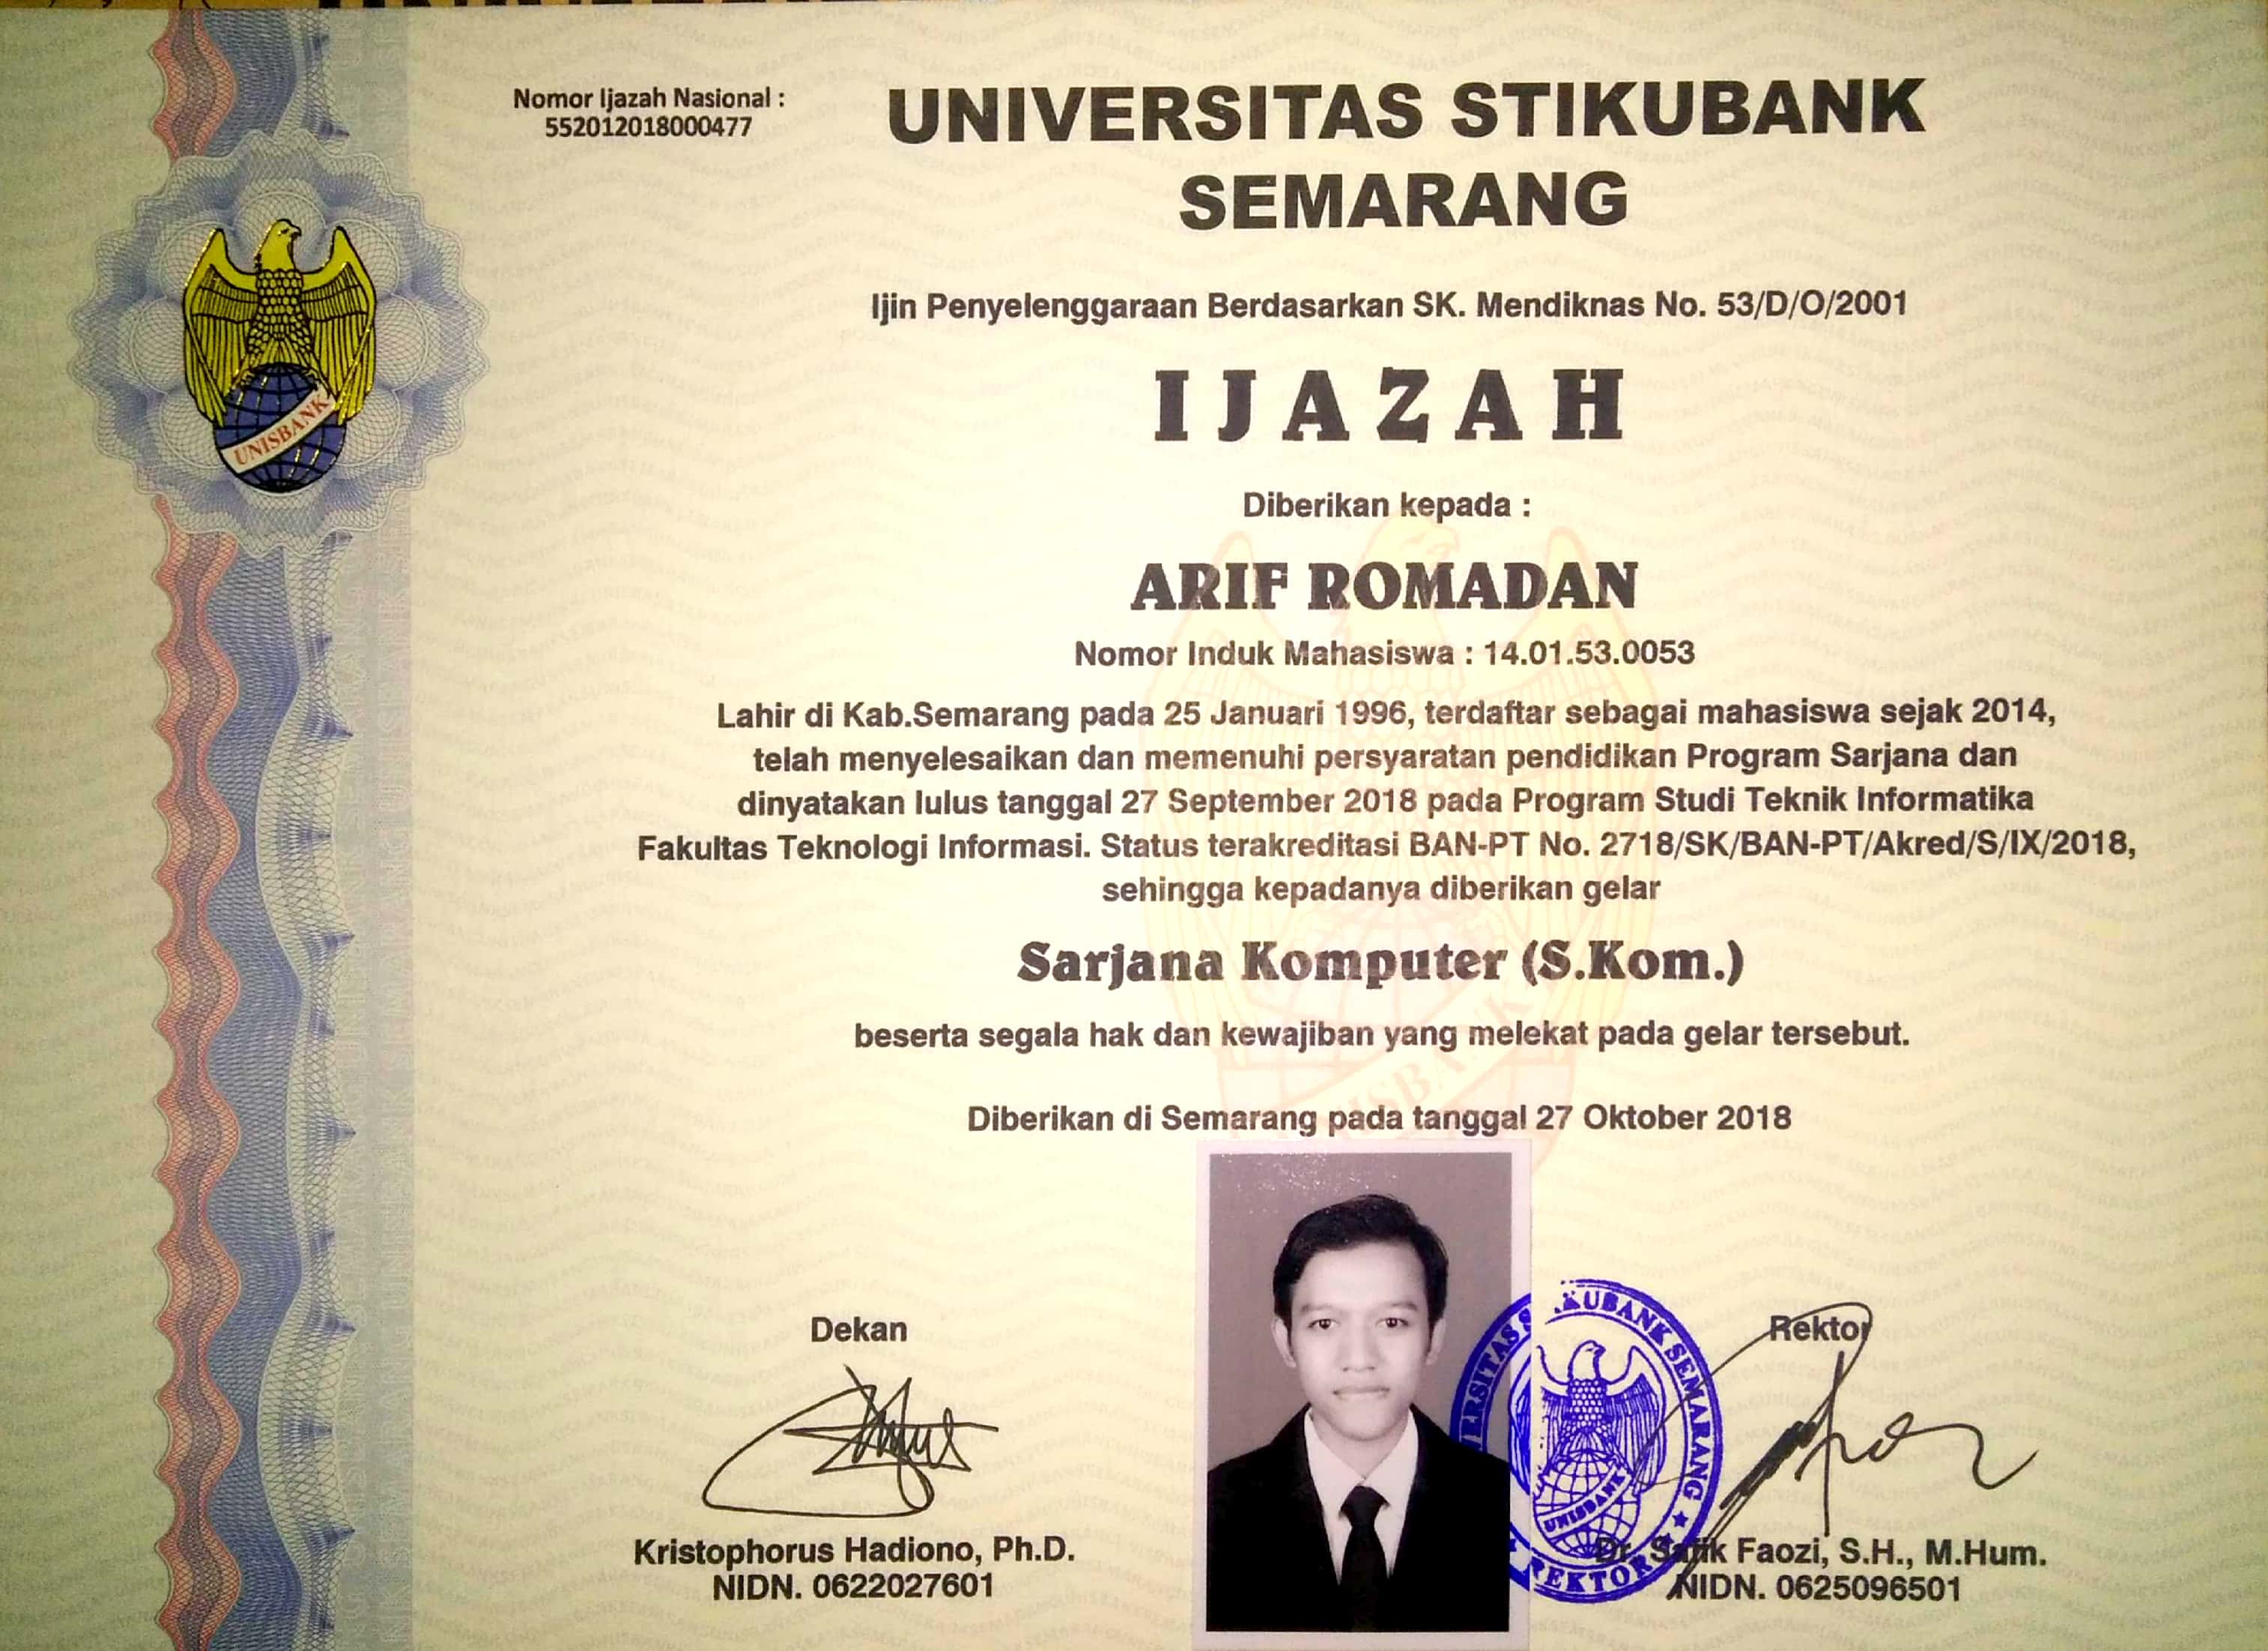 Nomor Ijazah Nasional :
552012018000477
UNIVERSITAS STIKUBANK
SEMARANG
Ijin Penyelenggaraan Berdasarkan SK. Mendiknas No. 53/D/O/2001
IJAZAH
Diberikan kepada :
ARIF ROMADAN
Nomor Induk Mahasiswa : 14.01.53.0053
Lahir di Kab.Semarang pada 25 Januari 1996, terdaftar sebagai mahasiswa sejak 2014,
telah menyelesaikan dan memenuhi persyaratan pendidikan Program Sarjana dan
dinyatakan lulus tanggal 27 September 2018 pada Program Studi Teknik Informatika
Fakultas Teknologi Informasi. Status terakreditasi BAN-PT No. 2718/SK/BAN-PT/Akred/S/IX/2018,
sehingga kepadanya diberikan gelar
Sarjana Komputer (S.Kom.)
beserta segala hak dan kewajiban yang melekat pada gelar tersebut.
Diberikan di Semarang pada tanggal 27 Oktober 2018
Dekan
Kristophorus Hadiono, Ph.D.
NIDN. 0622027601
Rektor
Dr. Safik Faozi, S.H., M.Hum.
NIDN. 0625096501
UNISBANK
SEMARANG
UNISBANK
REKTOR